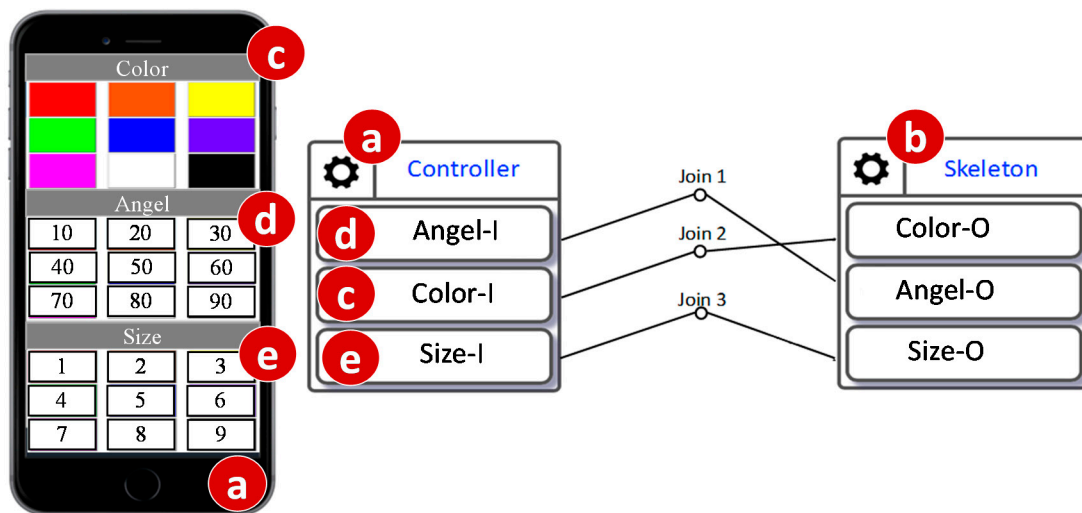 c
Color
Angel
d
10 20 30
40 50 60
70 80 90
Size
e
1 2 3
4 5 6
7 8 9
a
a
Controller
d Angel-I
c Color-I
e Size-I
Join 1
Join 2
Join 3
b
Skeleton
Color-O
Angel-O
Size-O